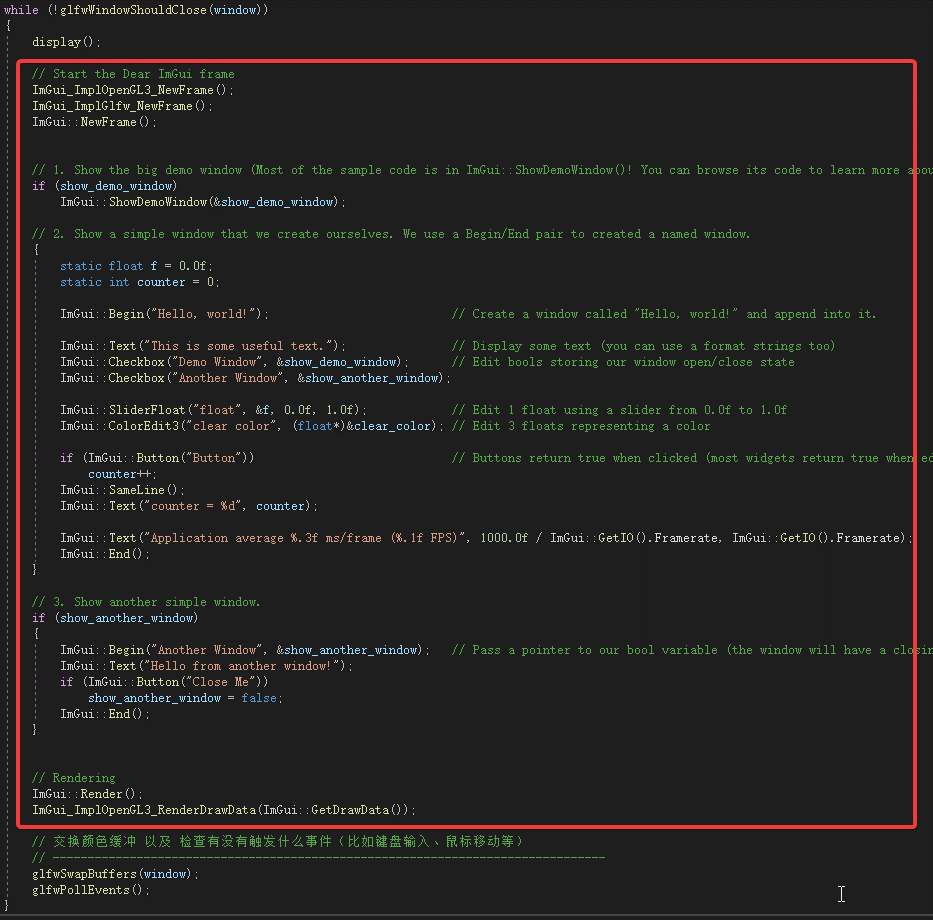 while (!glfwWindowShouldClose(window))
{
display();
// Start the Dear ImGui frame
ImGui_ImplOpenGL3_NewFrame();
ImGui_ImplGlfw_NewFrame();
ImGui::NewFrame();
// 1. Show the big demo window (Most of the sample code is in ImGui::ShowDemoWindow()! You can browse its code to learn more abou
if (show_demo_window)
ImGui::ShowDemoWindow(&show_demo_window);
// 2. Show a simple window that we create ourselves. We use a Begin/End pair to created a named window.
{
static float f = 0.0f;
static int counter = 0;
ImGui::Begin("Hello, world!"); // Create a window called "Hello, world!" and append into it.
ImGui::Text("This is some useful text."); // Display some text (you can use a format strings too)
ImGui::Checkbox("Demo Window", &show_demo_window); // Edit bools storing our window open/close state
ImGui::Checkbox("Another Window", &show_another_window);
ImGui::SliderFloat("float", &f, 0.0f, 1.0f); // Edit 1 float using a slider from 0.0f to 1.0f
ImGui::ColorEdit3("clear color", (float*)&clear_color); // Edit 3 floats representing a color
if (ImGui::Button("Button")) // Buttons return true when clicked (most widgets return true when ed
counter++;
ImGui::SameLine();
ImGui::Text("counter = %d", counter);
ImGui::Text("Application average %.3f ms/frame (%.1f FPS)", 1000.0f / ImGui::GetIO().Framerate, ImGui::GetIO().Framerate);
ImGui::End();
}
// 3. Show another simple window.
if (show_another_window)
{
ImGui::Begin("Another Window", &show_another_window); // Pass a pointer to our bool variable (the window will have a closin
ImGui::Text("Hello from another window!");
if (ImGui::Button("Close Me"))
show_another_window = false;
ImGui::End();
}
// Rendering
ImGui::Render();
ImGui_ImplOpenGL3_RenderDrawData(ImGui::GetDrawData());
// 交换颜色缓冲 以及 检查有没有触发什么事件（比如键盘输入、鼠标移动等）
// -------------------------------------------------------------------------------
glfwSwapBuffers(window);
glfwPollEvents();
}